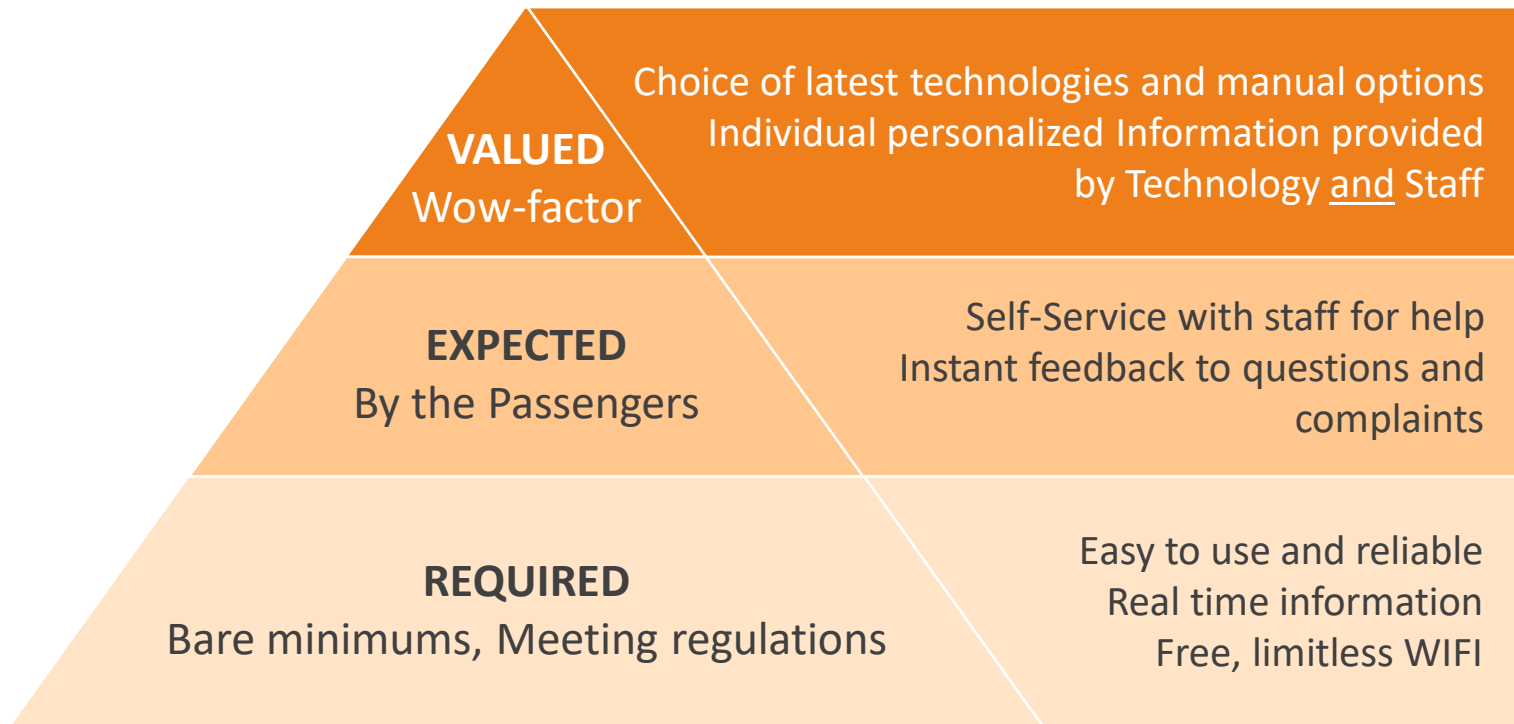 VALUED
Wow-factor
Choice of latest technologies and manual options
Individual personalized Information provided
by Technology and Staff
EXPECTED
By the Passengers
Self-Service with staff for help
Instant feedback to questions and
complaints
REQUIRED
Bare minimums, Meeting regulations
Easy to use and reliable
Real time information
Free, limitless WIFI